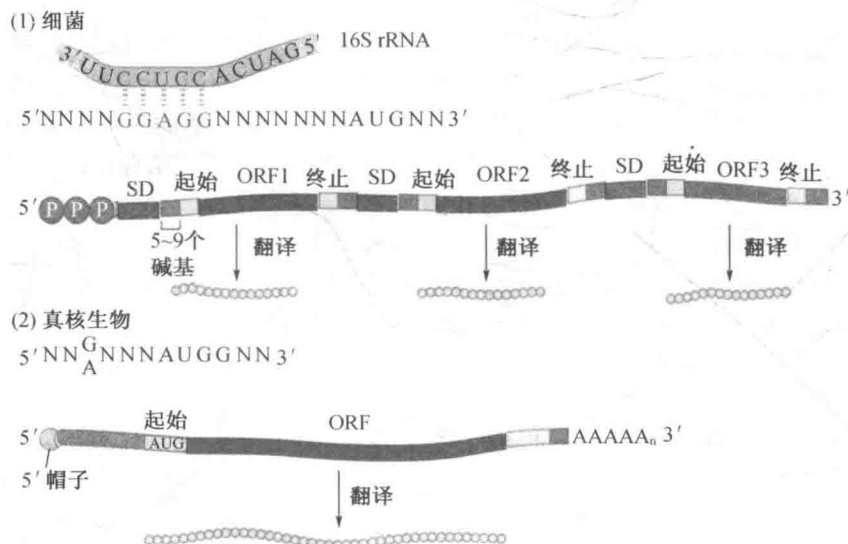 (1) 细菌
3'UUCCUCCACUAG5' 16S rRNA
5'NNNNGGAGGNNNNNNNAUGNN3'
SD 起始 ORF1 终止 SD 起始 ORF2 终止 SD 起始 ORF3 终止
5' P P P 3'
5~9个
碱基
翻译 翻译 翻译
(2) 真核生物
G
5'NN NNNAUGGNN 3'
A
起始 ORF
5' AUG AAAAAₙ 3'
5'帽子
翻译